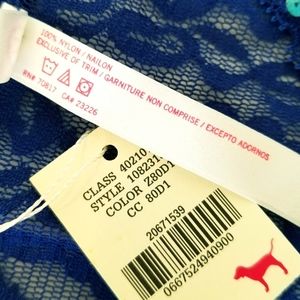 100% NYLON / NAILON
EXCLUSIVE OF TRIM / GARNITURE NON COMPRISE / EXCEPTO ADORNOS
RN# 70817 CA# 23226
CLASS 40210
STYLE 108231
COLOR Z80D1
CC 80D1
20671539
0667524940900